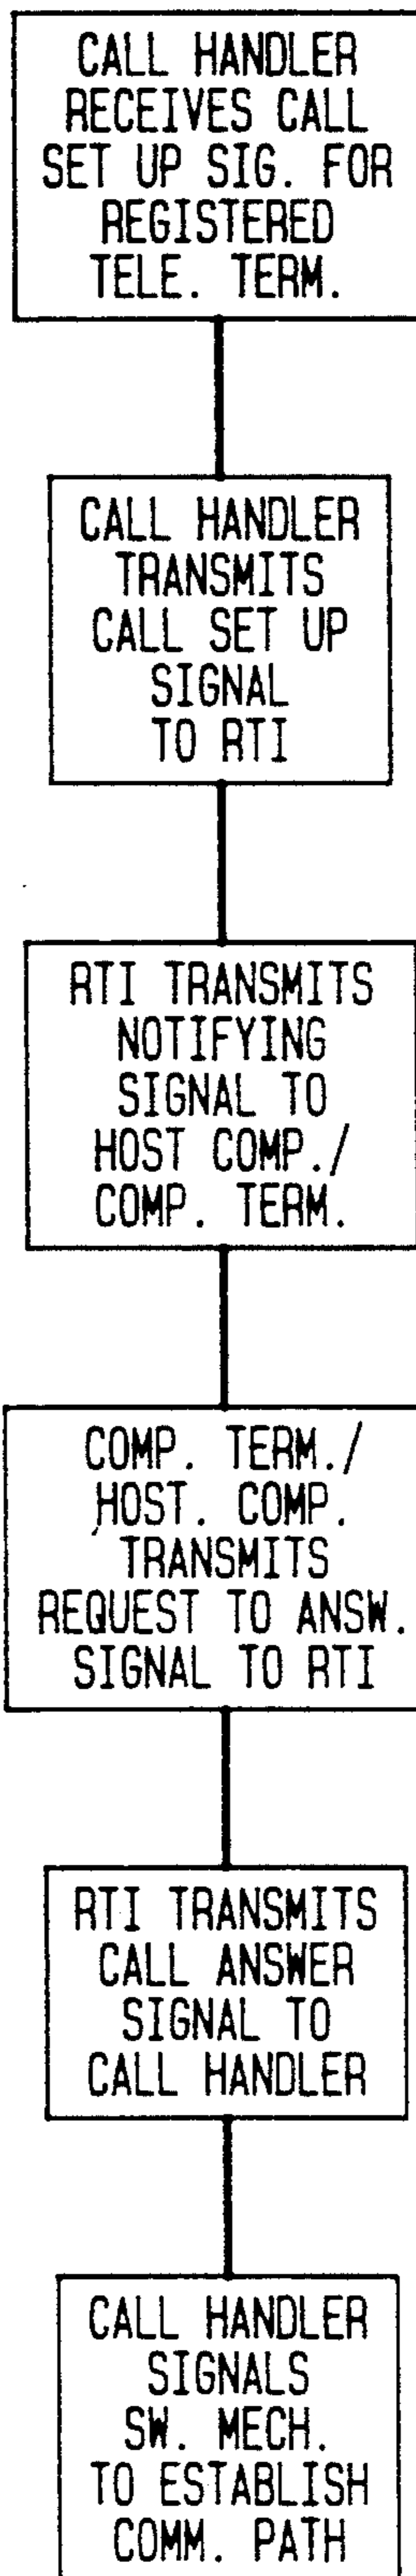 CALL HANDLER
RECEIVES CALL
SET UP SIG. FOR
REGISTERED
TELE. TERM.
CALL HANDLER
TRANSMITS
CALL SET UP
SIGNAL
TO RTI
RTI TRANSMITS
NOTIFYING
SIGNAL TO
HOST COMP./
COMP. TERM.
COMP. TERM./
HOST. COMP.
TRANSMITS
REQUEST TO ANSW.
SIGNAL TO RTI
RTI TRANSMITS
CALL ANSWER
SIGNAL TO
CALL HANDLER
CALL HANDLER
SIGNALS
SW. MECH.
TO ESTABLISH
COMM. PATH